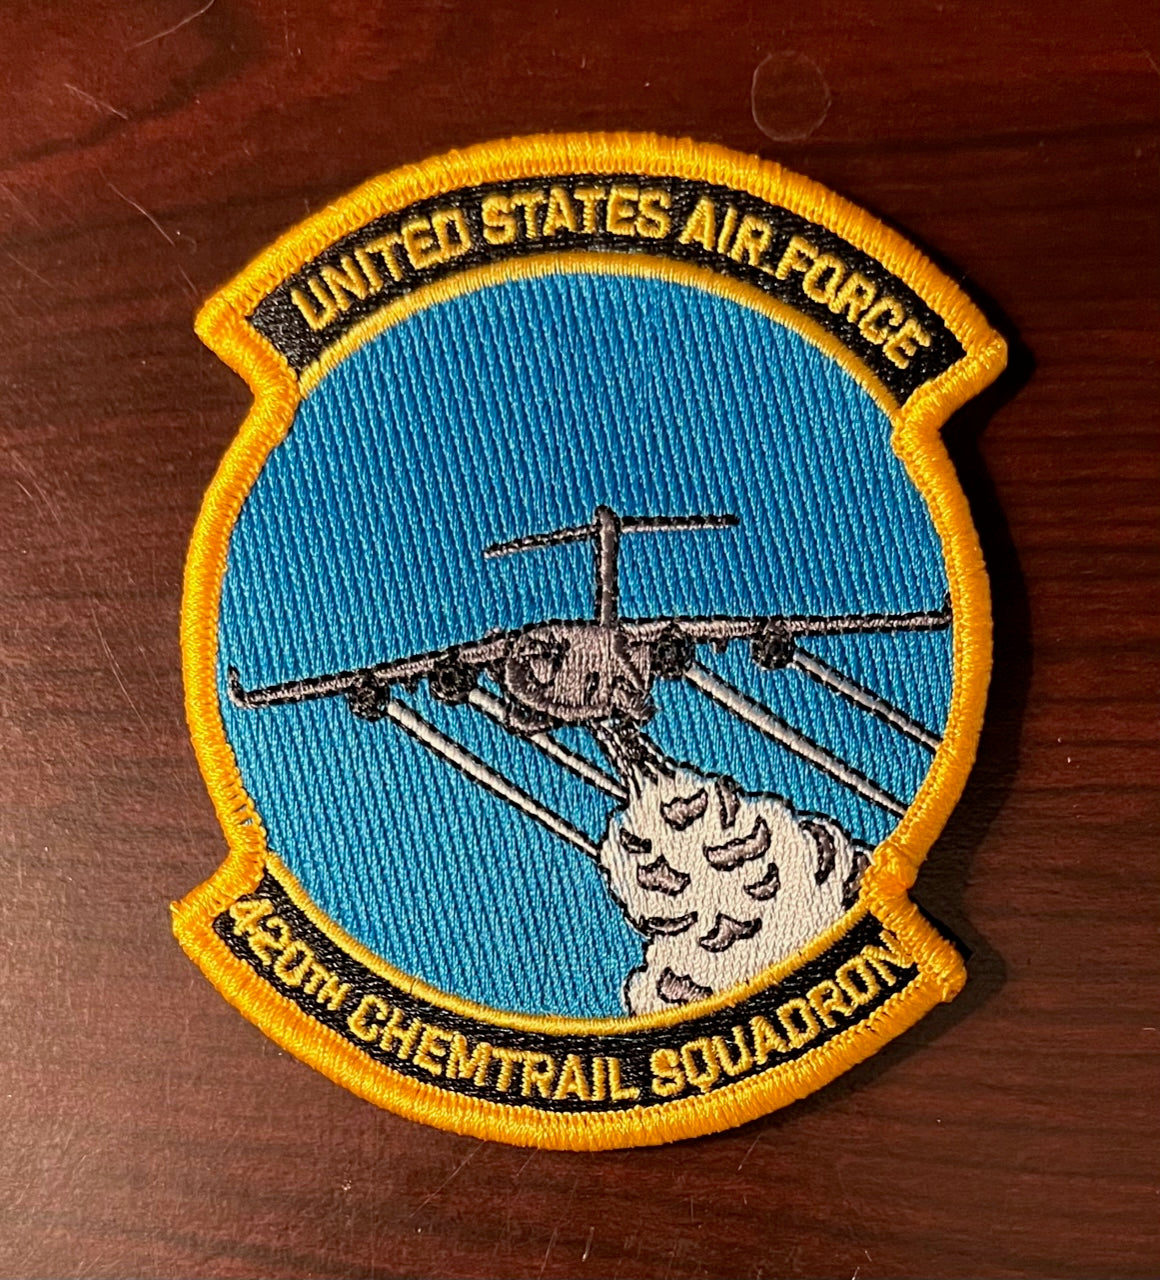 UNITED STATES AIR FORCE
420TH CHEMTRAIL SQUADRON